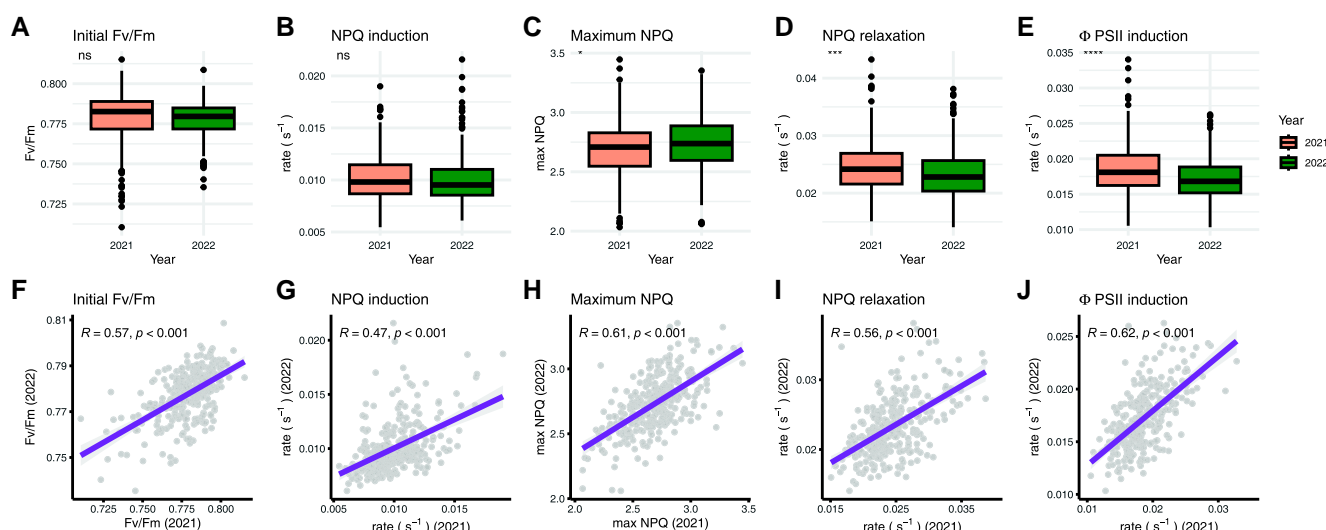 A Initial Fv/Fm
ns
0.800
0.775
0.750
0.725
Fv/Fm
2021 2022
Year
B NPQ induction
ns
0.020
0.015
0.010
0.005
rate ( s⁻¹)
2021 2022
Year
C Maximum NPQ
*
3.5
3.0
2.5
2.0
max NPQ
2021 2022
Year
D NPQ relaxation
***
0.04
0.03
0.02
rate ( s⁻¹)
2021 2022
Year
E Φ PSII induction
****
0.035
0.030
0.025
0.020
0.015
0.010
rate ( s⁻¹)
2021 2022
Year
Year
2021
2022
F Initial Fv/Fm
R = 0.57, p < 0.001
0.81
0.79
0.77
0.75
Fv/Fm (2022)
0.725 0.750 0.775 0.800
Fv/Fm (2021)
G NPQ induction
R = 0.47, p < 0.001
0.020
0.015
0.010
rate ( s⁻¹) (2022)
0.005 0.010 0.015
rate ( s⁻¹) (2021)
H Maximum NPQ
R = 0.61, p < 0.001
3.0
2.5
2.0
max NPQ (2022)
2.0 2.5 3.0 3.5
max NPQ (2021)
I NPQ relaxation
R = 0.56, p < 0.001
0.03
0.02
rate ( s⁻¹) (2022)
0.015 0.025 0.035
rate ( s⁻¹) (2021)
J Φ PSII induction
R = 0.62, p < 0.001
0.025
0.020
0.015
0.010
rate ( s⁻¹) (2022)
0.01 0.02 0.03
rate ( s⁻¹) (2021)